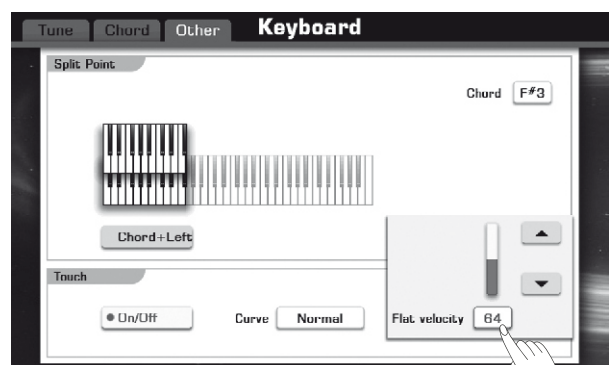 Tune Chord Other Keyboard
Split Point
Chord F#3
Chord+Left
Touch
On/Off Curve Normal Flat velocity 64